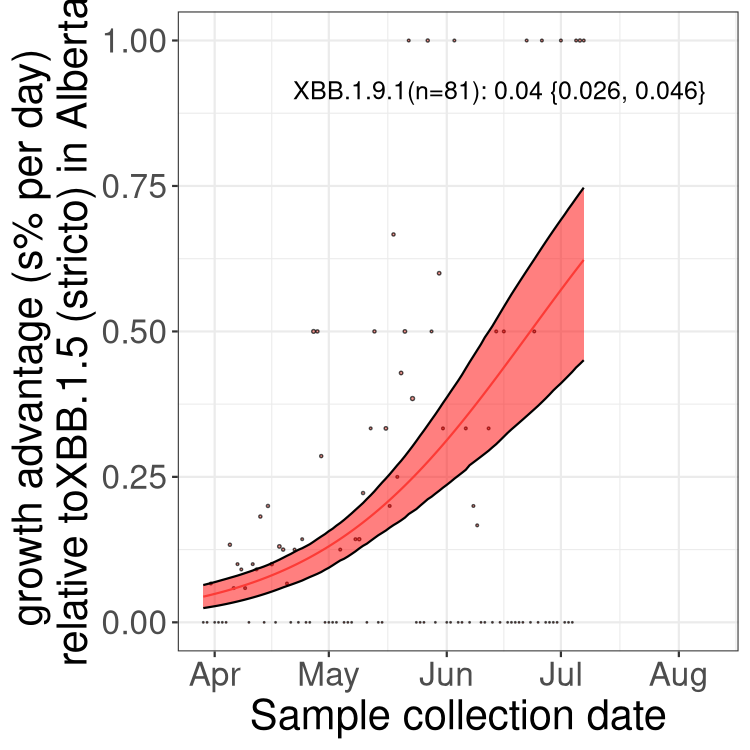 growth advantage (s% per day)
relative toXBB.1.5 (stricto) in Alberta
1.00
0.75
0.50
0.25
0.00
XBB.1.9.1(n=81): 0.04 {0.026, 0.046}
Apr May Jun Jul Aug
Sample collection date